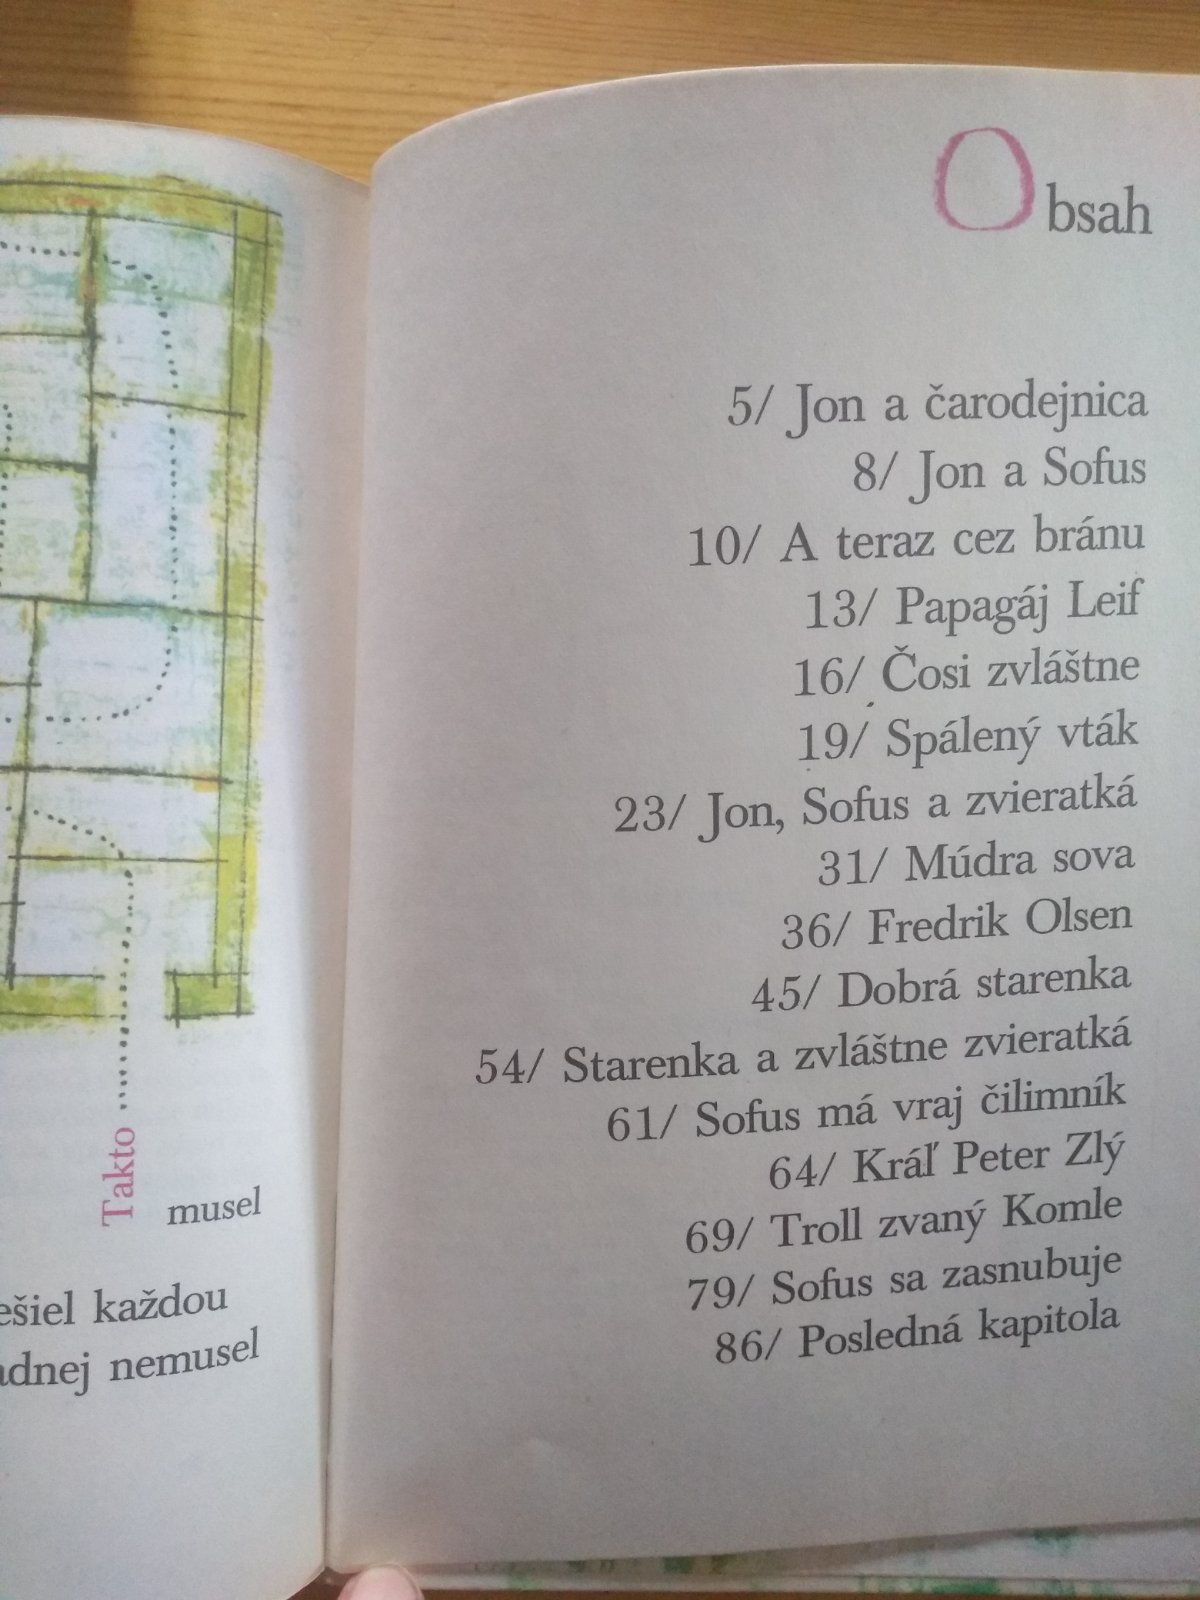 Takto
musel
každou
nemusel
Obsah
5/ Jon a čarodejnica
8/ Jon a Sofus
10/ A teraz cez bránu
13/ Papagáj Leif
16/ Čosi zvláštne
19/ Spálený vták
23/ Jon, Sofus a zvieratká
31/ Múdra sova
36/ Fredrik Olsen
45/ Dobrá starenka
54/ Starenka a zvláštne zvieratká
61/ Sofus má vraj čilimník
64/ Kráľ Peter Zlý
69/ Troll zvaný Komle
79/ Sofus sa zasnubuje
86/ Posledná kapitola